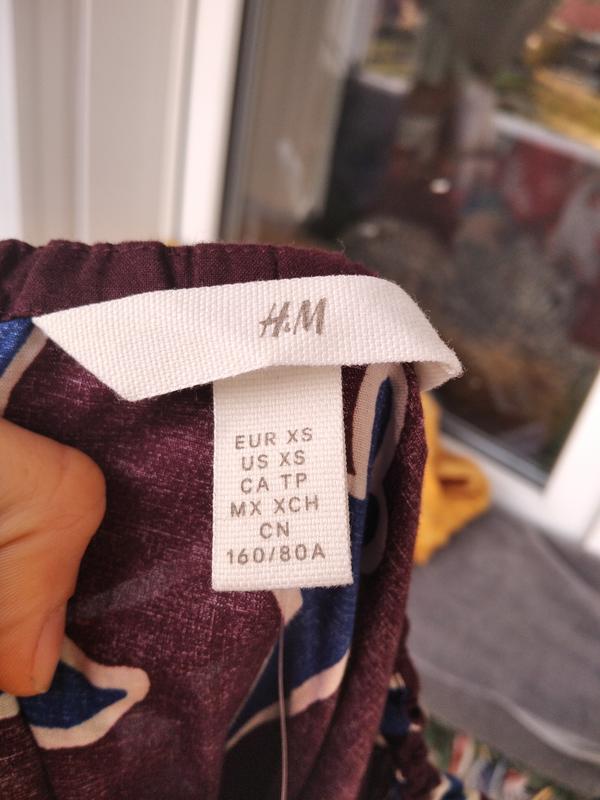 H&M
EUR XS
US XS
CA TP
MX XCH
CN
160/80A